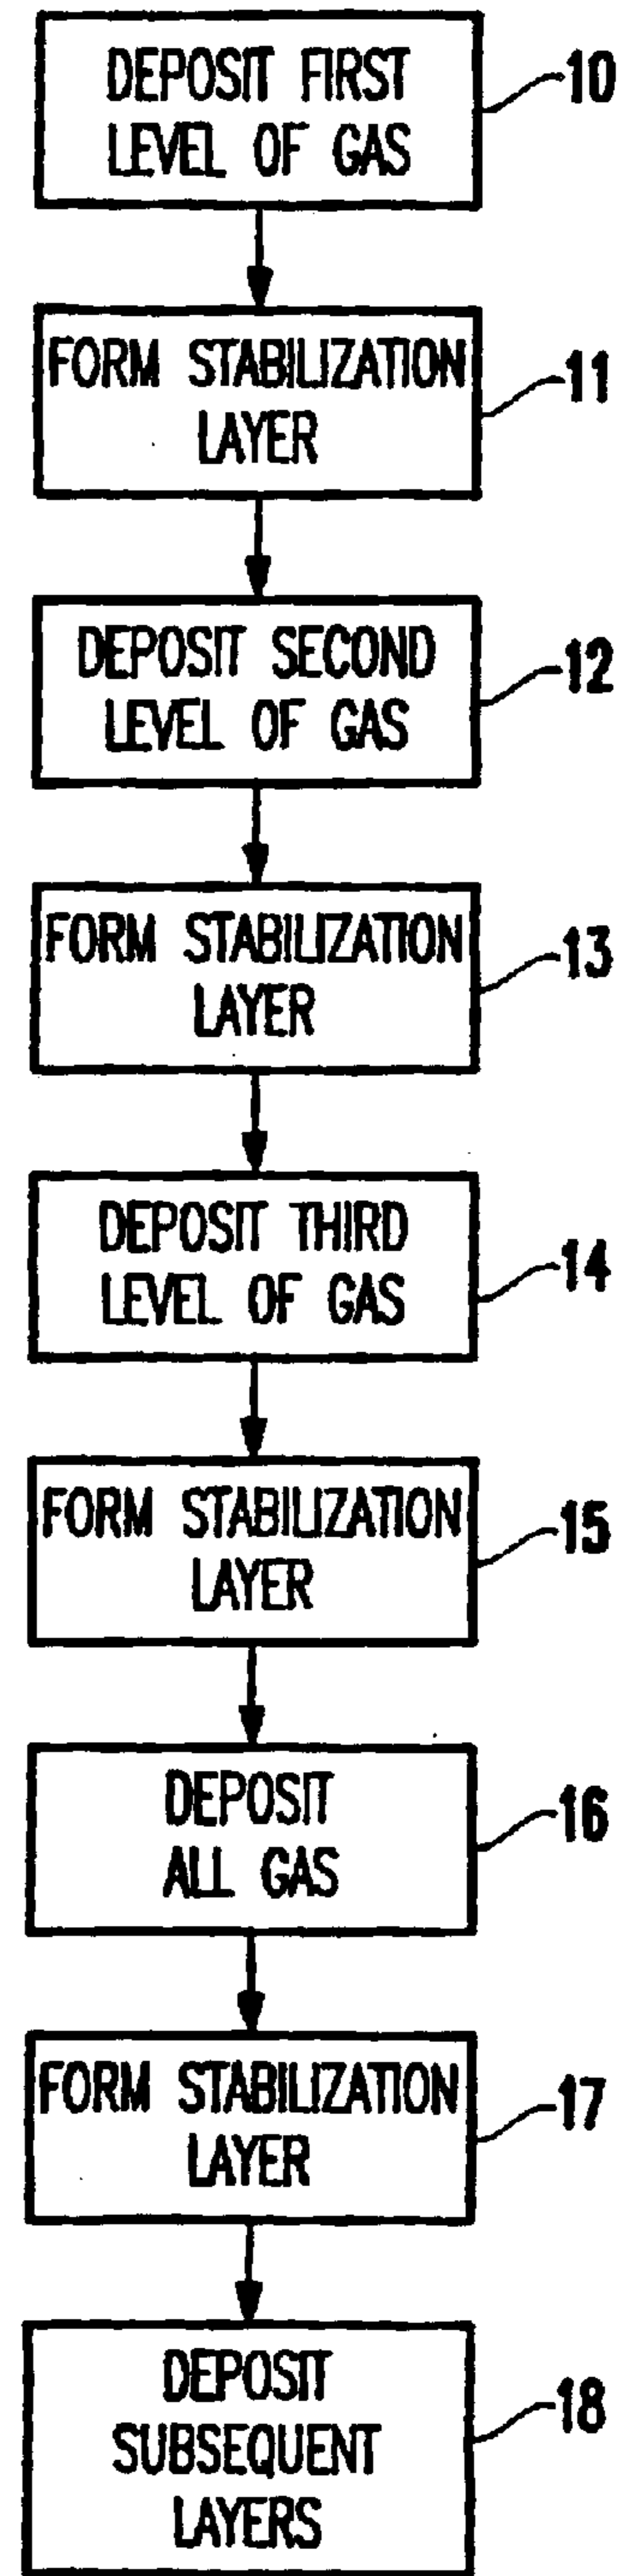 DEPOSIT FIRST
LEVEL OF GAS
10
FORM STABILIZATION
LAYER
11
DEPOSIT SECOND
LEVEL OF GAS
12
FORM STABILIZATION
LAYER
13
DEPOSIT THIRD
LEVEL OF GAS
14
FORM STABILIZATION
LAYER
15
DEPOSIT
ALL GAS
16
FORM STABILIZATION
LAYER
17
DEPOSIT
SUBSEQUENT
LAYERS
18